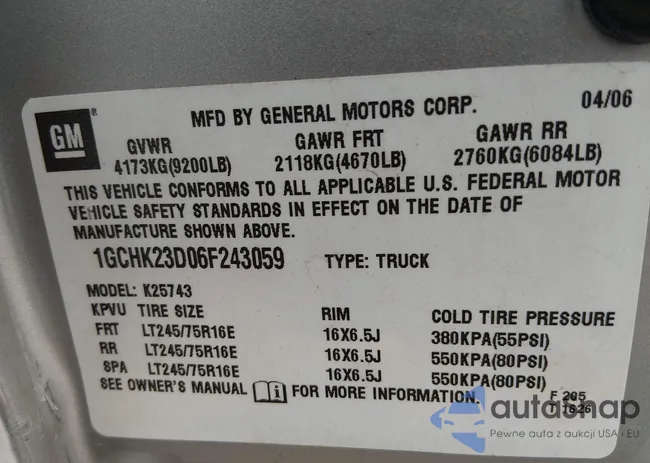 MFD BY GENERAL MOTORS CORP. 04/06
GM
GVWR GAWR FRT GAWR RR
4173KG(9200LB) 2118KG(4670LB) 2760KG(6084LB)
THIS VEHICLE CONFORMS TO ALL APPLICABLE U.S. FEDERAL MOTOR
VEHICLE SAFETY STANDARDS IN EFFECT ON THE DATE OF
MANUFACTURE SHOWN ABOVE.
1GCHK23D06F243059 TYPE: TRUCK
MODEL: K25743
KPVU TIRE SIZE RIM COLD TIRE PRESSURE
FRT LT245/75R16E 16X6.5J 380KPA(55PSI)
RR LT245/75R16E 16X6.5J 550KPA(80PSI)
SPA LT245/75R16E 16X6.5J 550KPA(80PSI)
SEE OWNER'S MANUAL i FOR MORE INFORMATION.
F 205
T 1526
autashap
Pewne auta z aukcji USA i EU